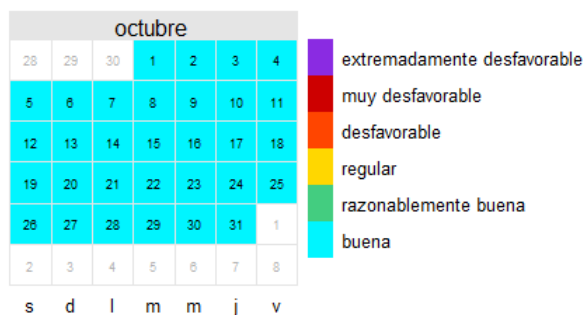 octubre
28 29 30 1 2 3 4
5 6 7 8 9 10 11
12 13 14 15 16 17 18
19 20 21 22 23 24 25
26 27 28 29 30 31 1
2 3 4 5 6 7 8
s d l m m j v
extremadamente desfavorable
muy desfavorable
desfavorable
regular
razonablemente buena
buena